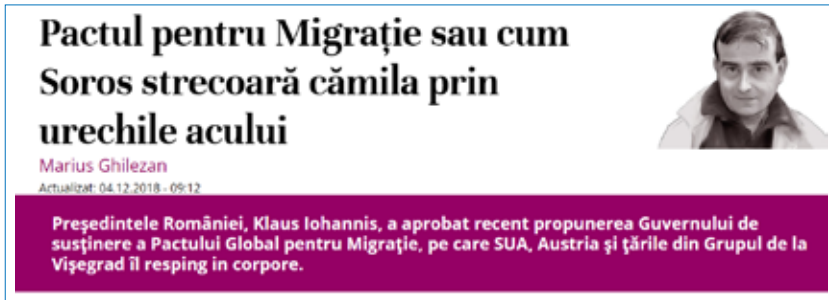 Pactul pentru Migrație sau cum
Soros strecoară cămila prin
urechile acului
Marius Ghilezan
Actualizat: 04.12.2018 - 09:12
Președintele României, Klaus Iohannis, a aprobat recent propunerea Guvernului de
susținere a Pactului Global pentru Migrație, pe care SUA, Austria și țările din Grupul de la
Vișegrad îl resping in corpore.